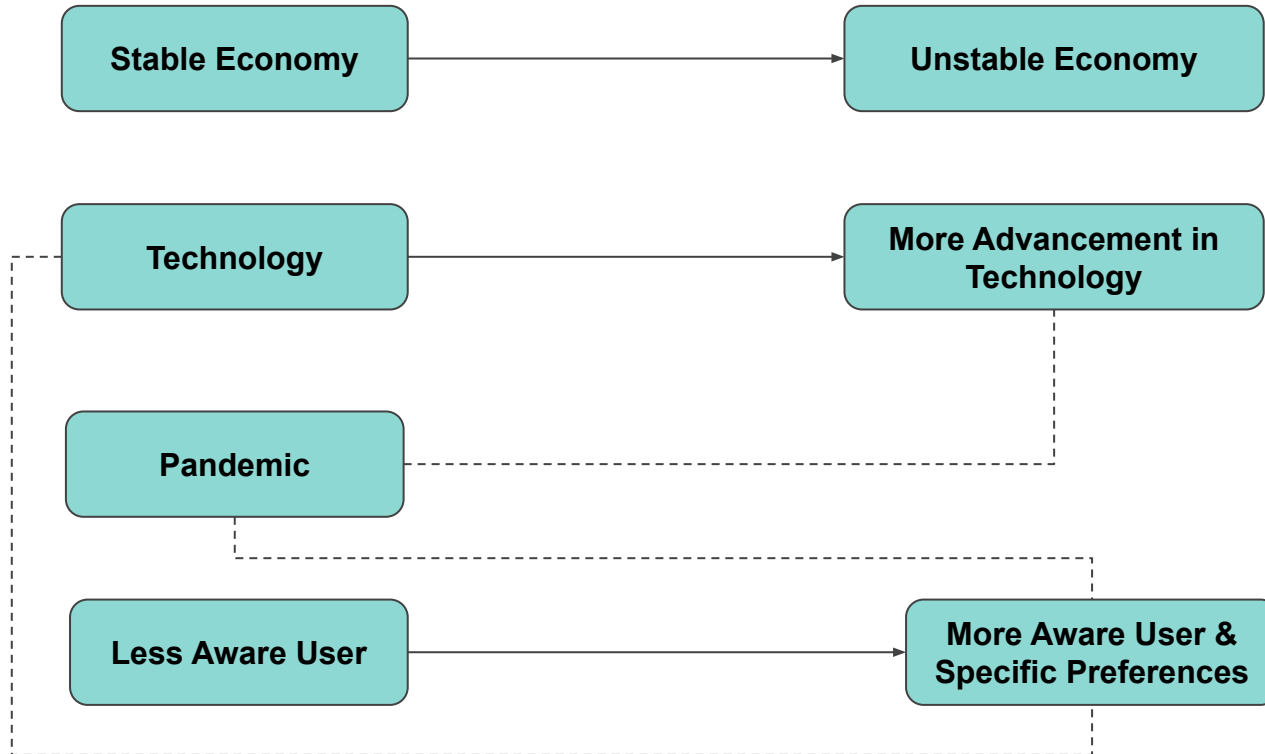 Stable Economy
Unstable Economy
Technology
More Advancement in
Technology
Pandemic
Less Aware User
More Aware User &
Specific Preferences